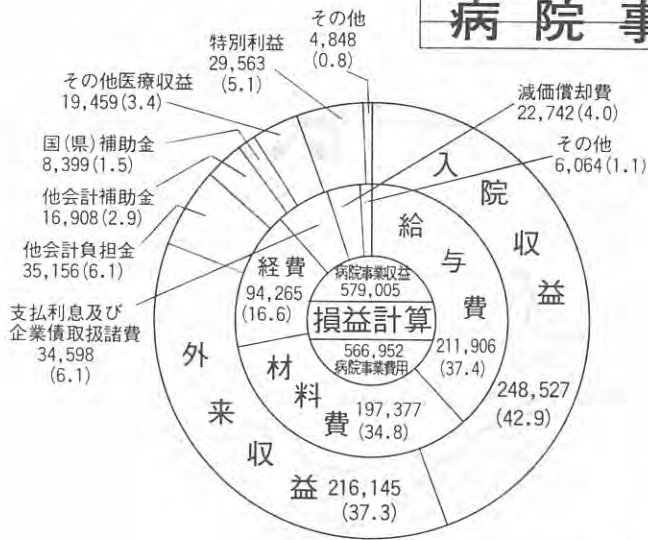 病院事
その他
4,848
(0.8)
特別利益
29,563
(5.1)
その他医療収益
19,459(3.4)
国(県)補助金
8,399(1.5)
他会計補助金
16,908(2.9)
他会計負担金
35,156(6.1)
支払利息及び
企業債取扱諸費
34,598
(6.1)
減価償却費
22,742(4.0)
その他
6,064(1.1)
入院収益
248,527
(42.9)
給与費
211,906
(37.4)
経費
94,265
(16.6)
病院事業収益
579,005
損益計算
566,952
病院事業費用
材料費
197,377
(34.8)
外来収益
216,145
(37.3)